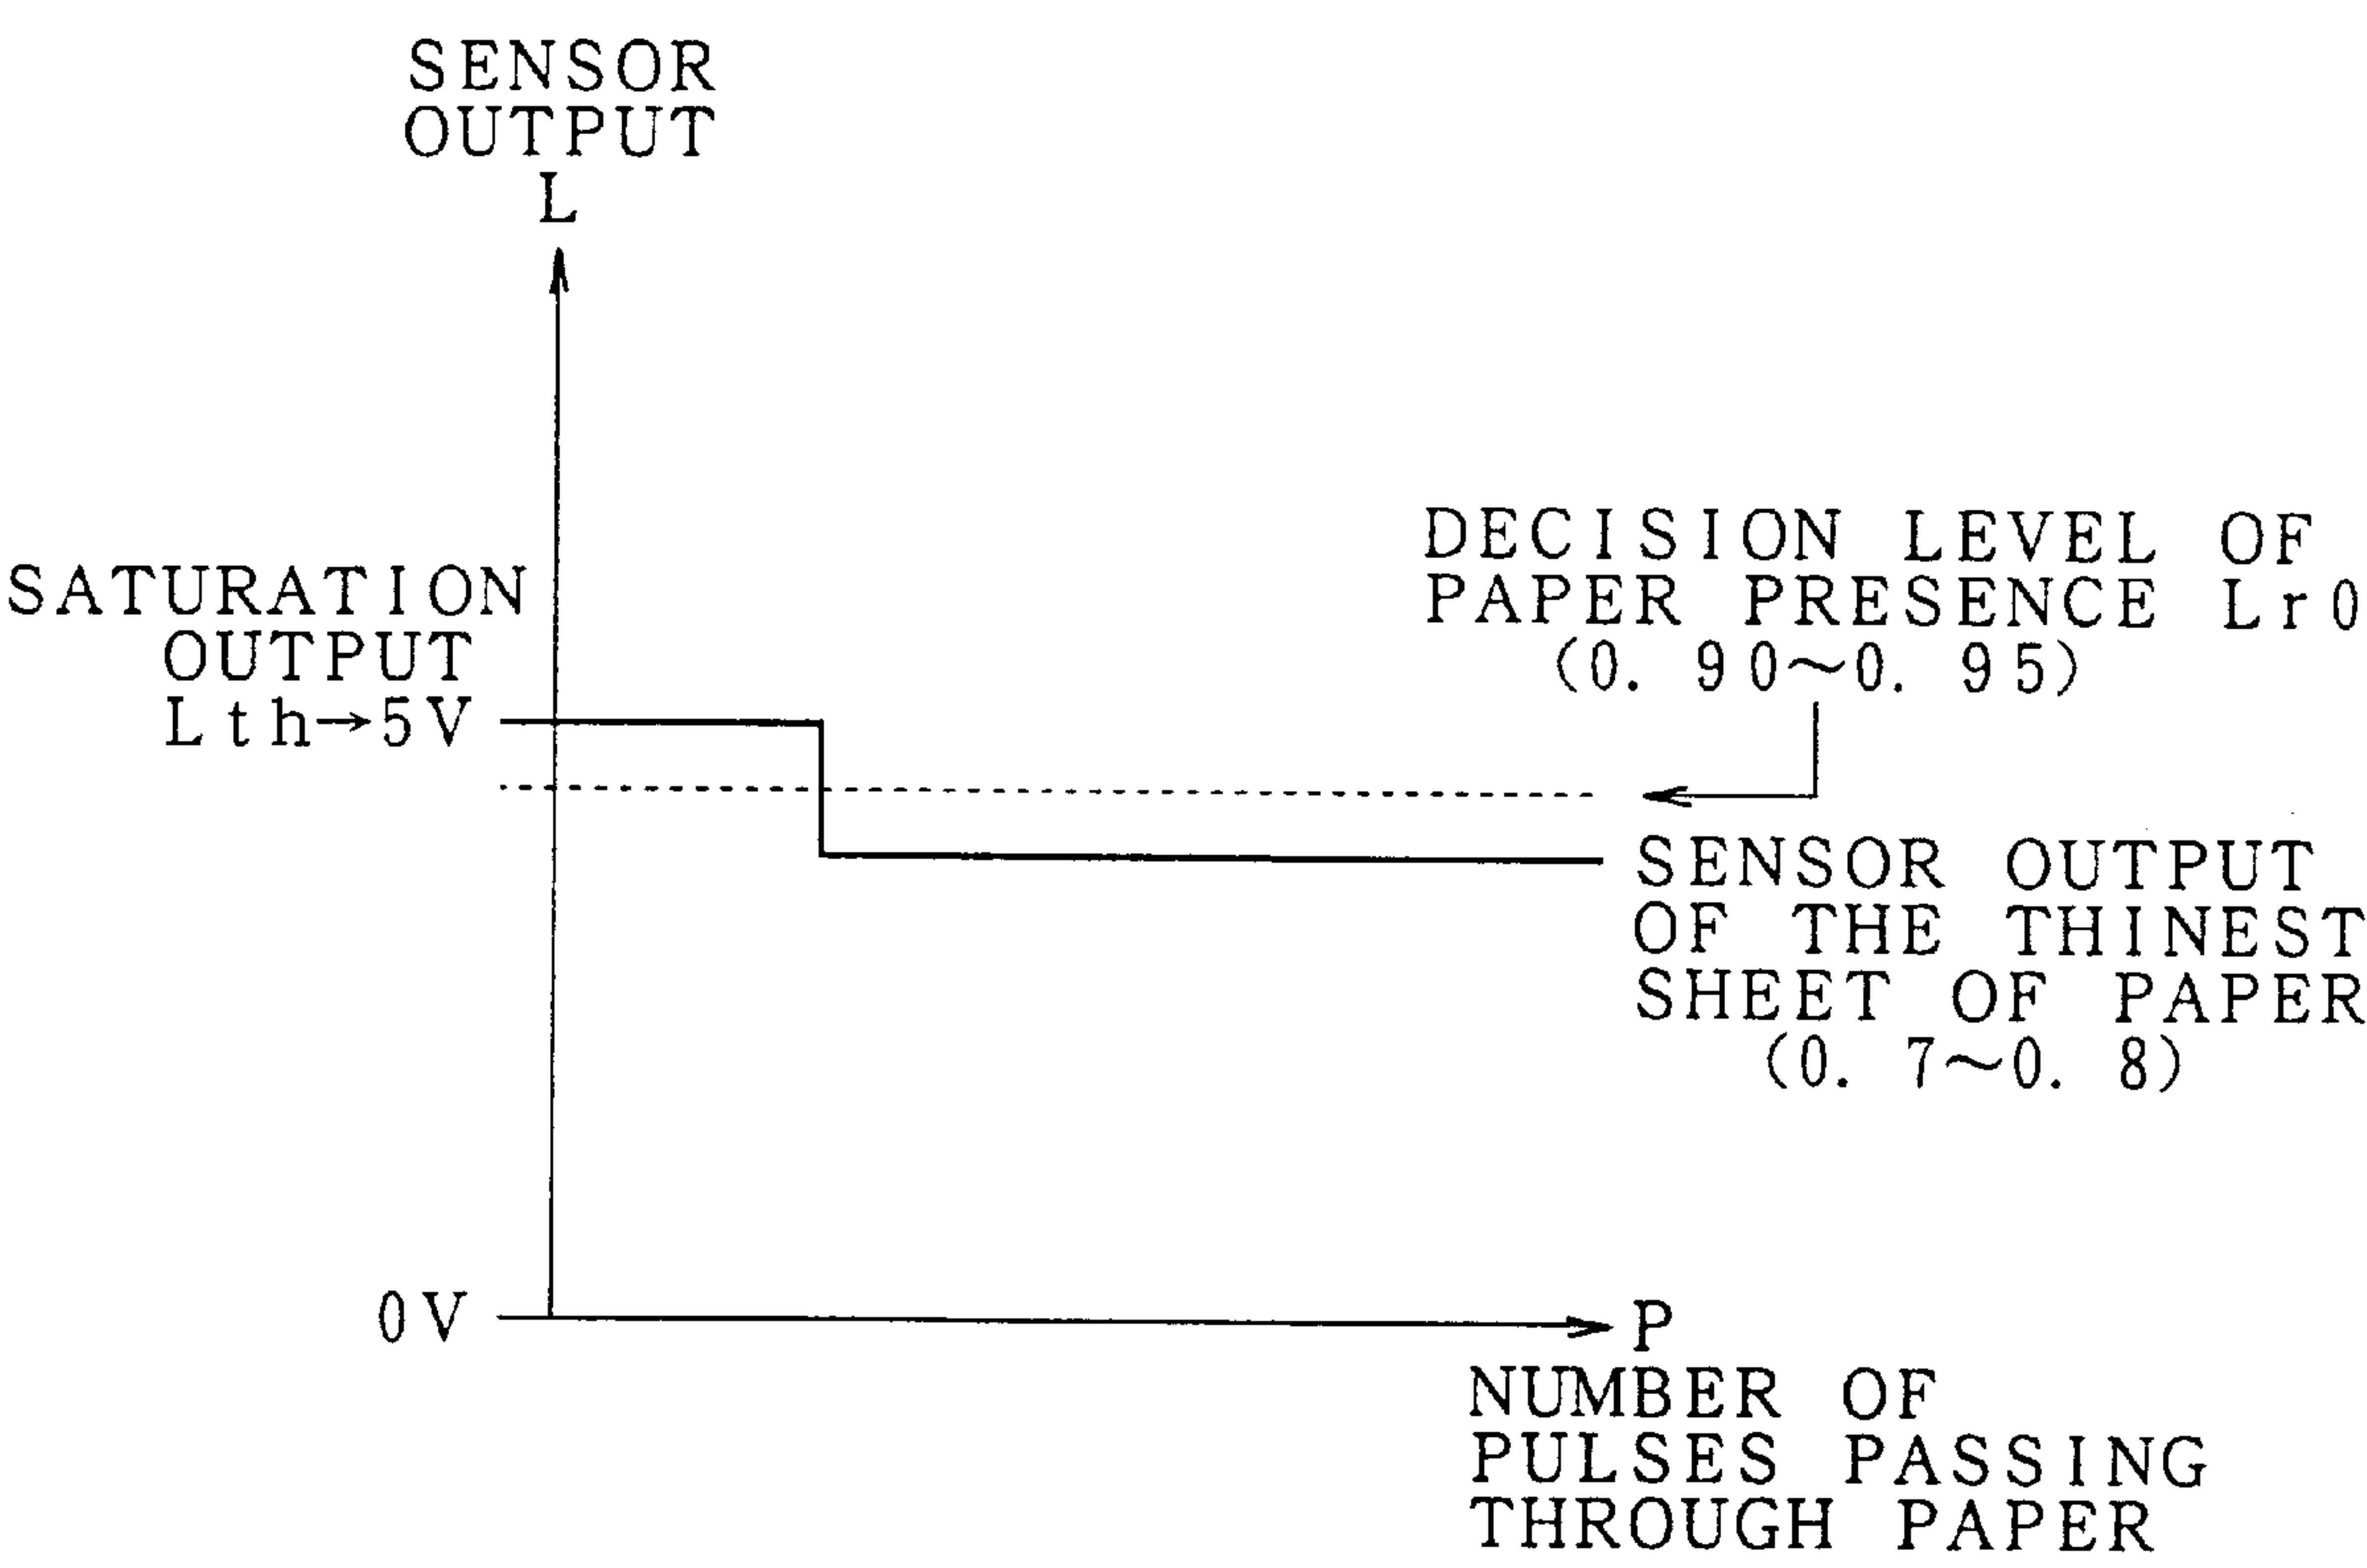 SENSOR
OUTPUT
L
DECISION LEVEL OF
PAPER PRESENCE Lr0
(0. 90～0. 95)
SATURATION
OUTPUT
Lth→5V
SENSOR OUTPUT
OF THE THINEST
SHEET OF PAPER
(0. 7～0. 8)
0V
P
NUMBER OF
PULSES PASSING
THROUGH PAPER